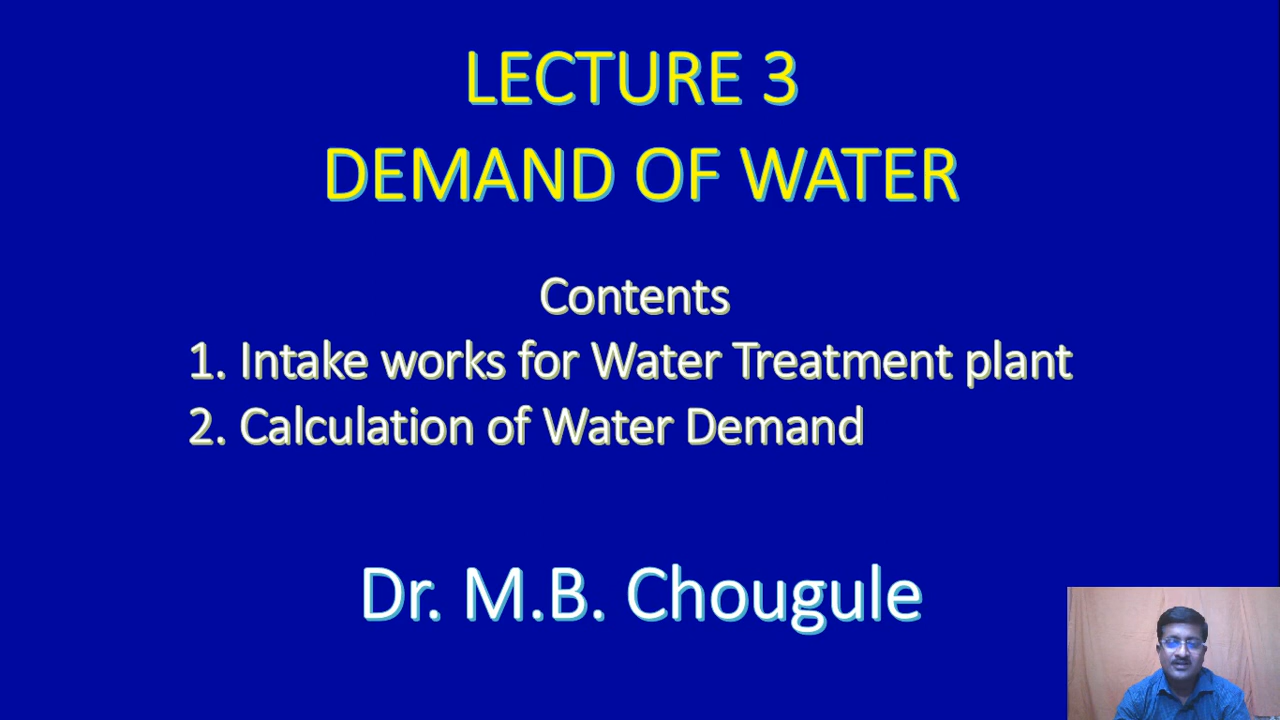 LECTURE 3
DEMAND OF WATER
Contents
1. Intake works for Water Treatment plant
2. Calculation of Water Demand
Dr. M.B. Chougule